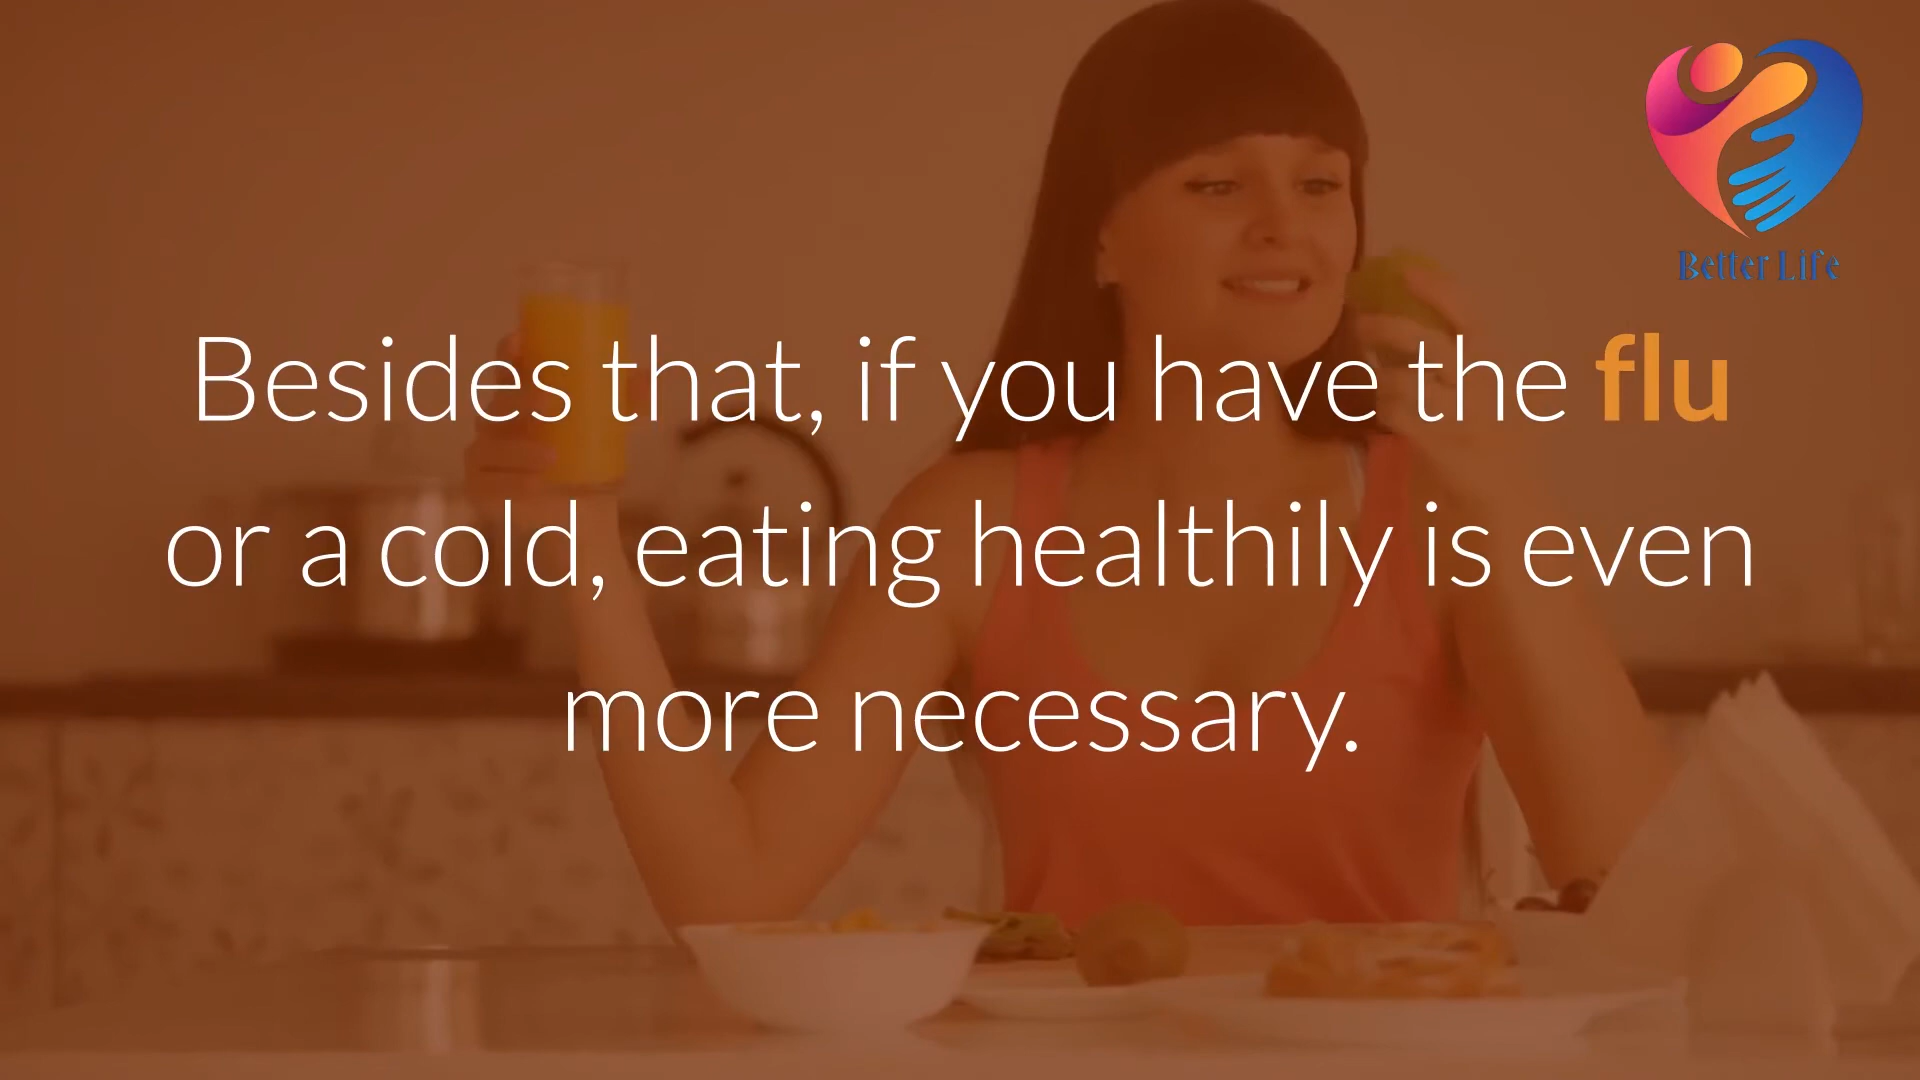 Better Life
Besides that, if you have the flu
or a cold, eating healthily is even
more necessary.